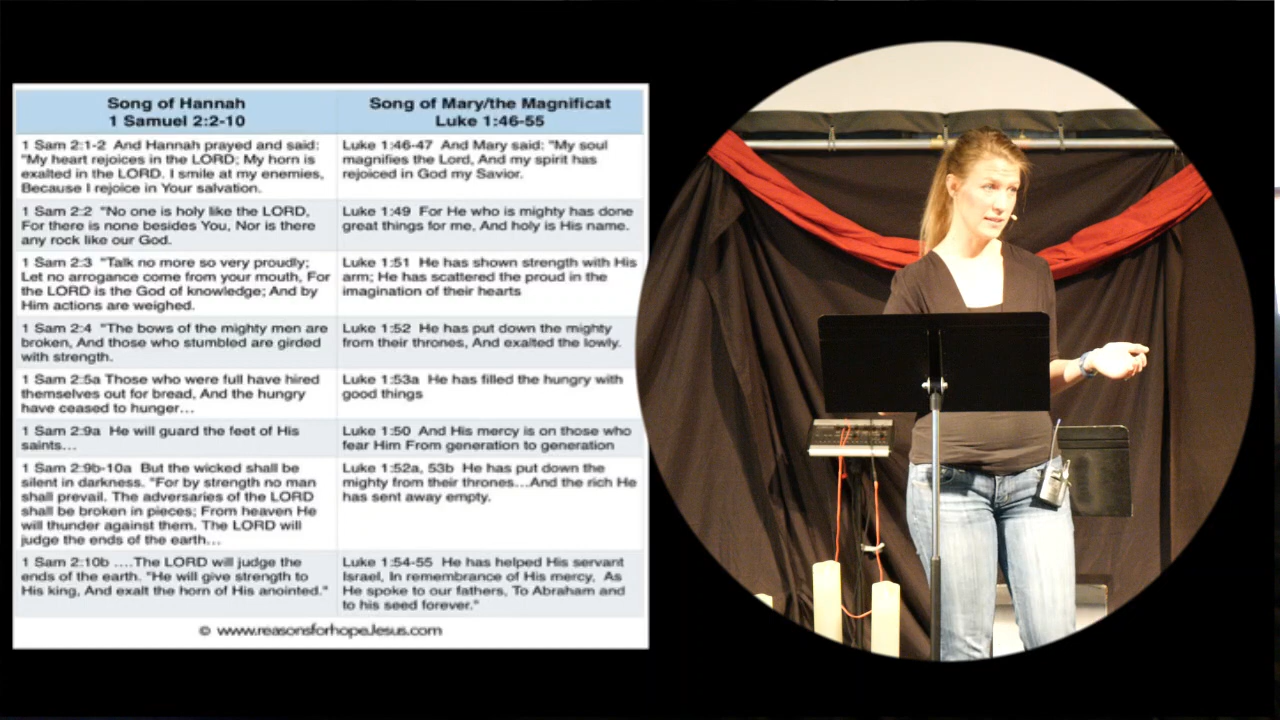 Song of Hannah
1 Samuel 2:2-10
Song of Mary/the Magnificat
Luke 1:46-55
1 Sam 2:1-2 And Hannah prayed and said:
"My heart rejoices in the LORD; My horn is
exalted in the LORD. I smile at my enemies,
Because I rejoice in Your salvation.
Luke 1:46-47 And Mary said: "My soul
magnifies the Lord, And my spirit has
rejoiced in God my Savior.
1 Sam 2:2 "No one is holy like the LORD,
For there is none besides You, Nor is there
any rock like our God.
Luke 1:49 For He who is mighty has done
great things for me, And holy is His name.
1 Sam 2:3 "Talk no more so very proudly;
Let no arrogance come from your mouth, For
the LORD is the God of knowledge; And by
Him actions are weighed.
Luke 1:51 He has shown strength with His
arm; He has scattered the proud in the
imagination of their hearts
1 Sam 2:4 "The bows of the mighty men are
broken, And those who stumbled are girded
with strength.
Luke 1:52 He has put down the mighty
from their thrones, And exalted the lowly.
1 Sam 2:5a Those who were full have hired
themselves out for bread, And the hungry
have ceased to hunger...
Luke 1:53a He has filled the hungry with
good things
1 Sam 2:9a He will guard the feet of His
saints...
Luke 1:50 And His mercy is on those who
fear Him From generation to generation
1 Sam 2:9b-10a But the wicked shall be
silent in darkness. "For by strength no man
shall prevail. The adversaries of the LORD
shall be broken in pieces; From heaven He
will thunder against them. The LORD will
judge the ends of the earth...
Luke 1:52a, 53b He has put down the
mighty from their thrones...And the rich He
has sent away empty.
1 Sam 2:10b ....The LORD will judge the
ends of the earth. "He will give strength to
His king, And exalt the horn of His anointed."
Luke 1:54-55 He has helped His servant
Israel, In remembrance of His mercy, As
He spoke to our fathers, To Abraham and
to his seed forever."
© www.reasonsforhopeJesus.com